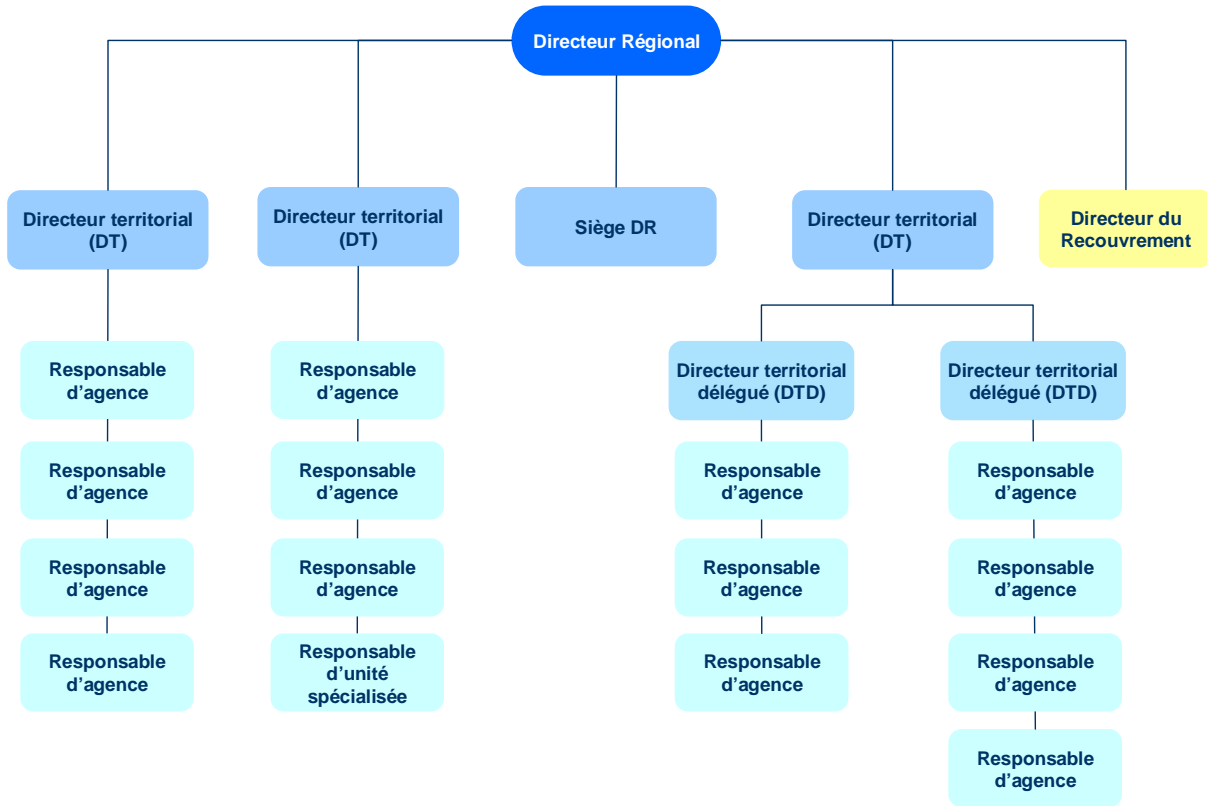 Directeur Régional
Directeur territorial
(DT)
Directeur territorial
(DT)
Siège DR
Directeur territorial
(DT)
Directeur du
Recouvrement
Responsable
d’agence
Responsable
d’agence
Directeur territorial
délégué (DTD)
Directeur territorial
délégué (DTD)
Responsable
d’agence
Responsable
d’agence
Responsable
d’agence
Responsable
d’agence
Responsable
d’agence
Responsable
d’agence
Responsable
d’agence
Responsable
d’agence
Responsable
d’agence
Responsable
d’unité
spécialisée
Responsable
d’agence
Responsable
d’agence
Responsable
d’agence